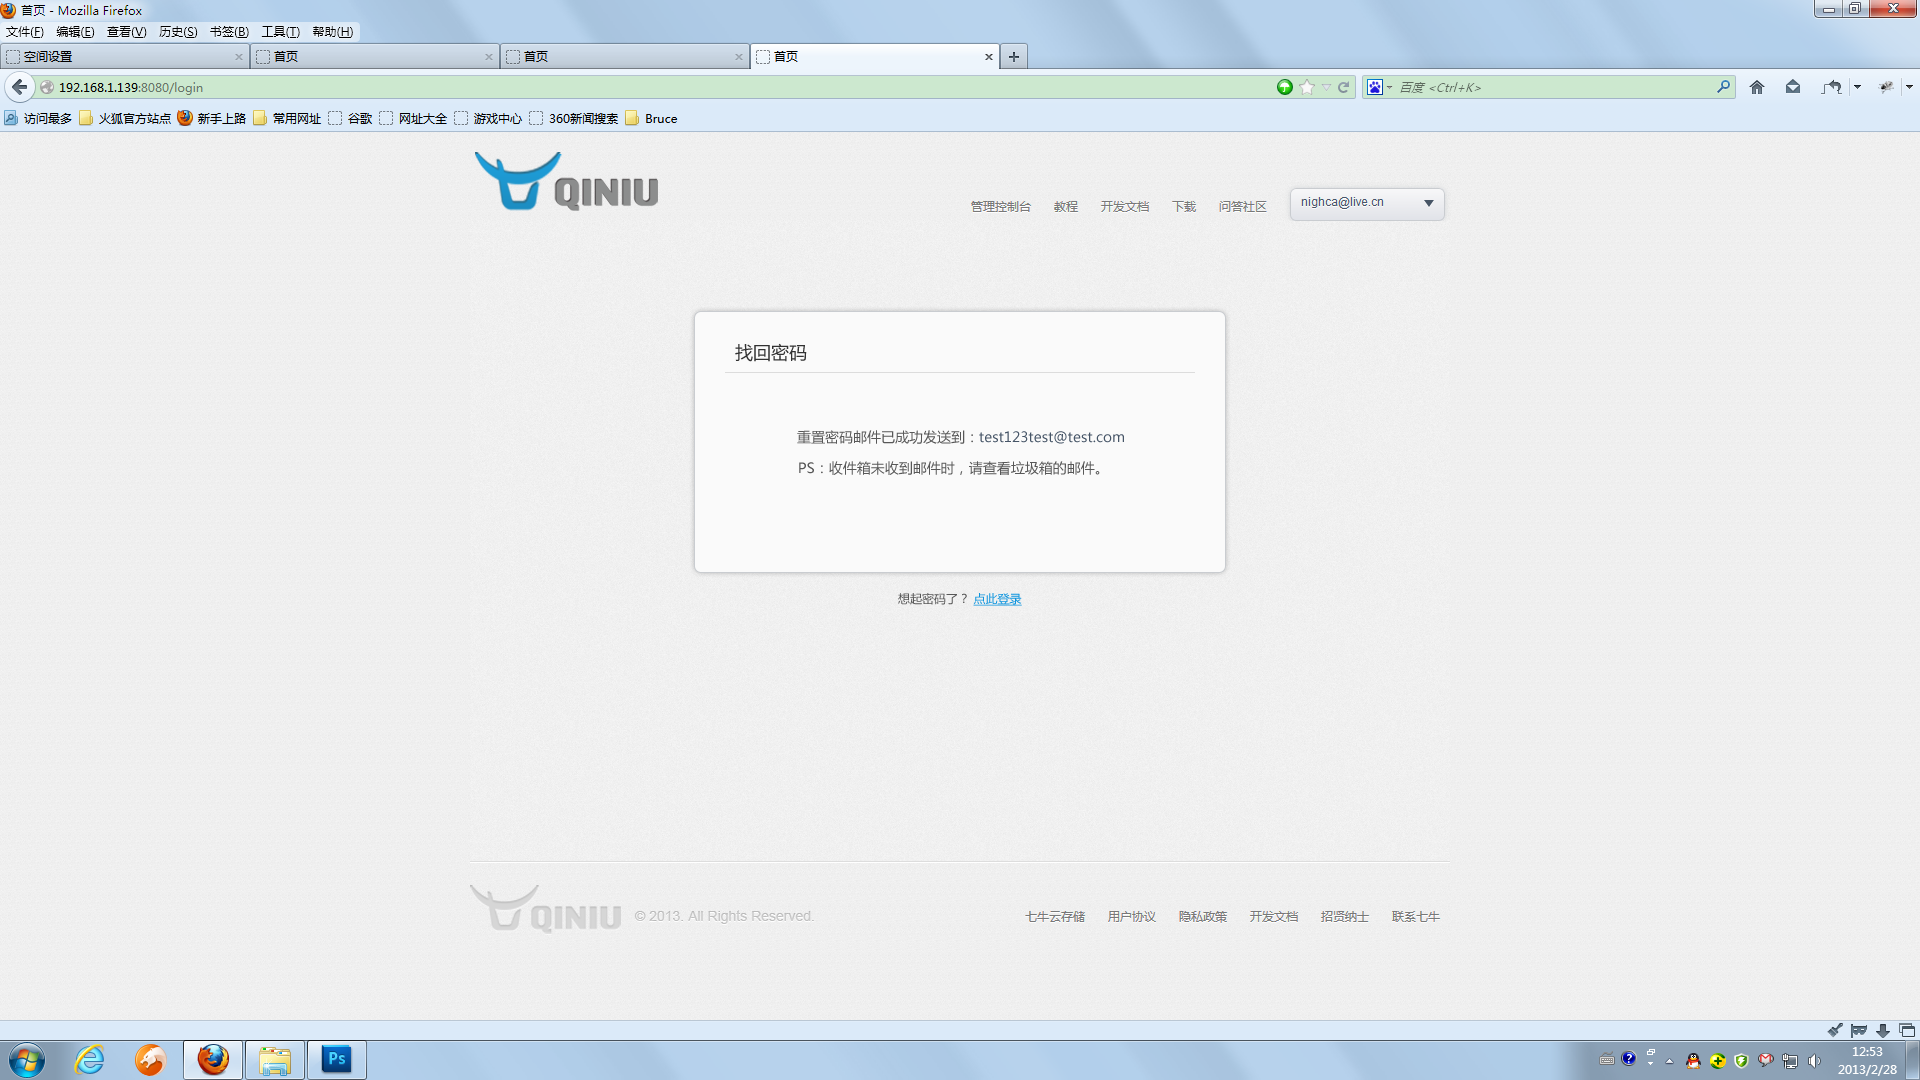 首页 - Mozilla Firefox
文件(F) 编辑(E) 查看(V) 历史(S) 书签(B) 工具(T) 帮助(H)
空间设置 首页 首页 首页
192.168.1.139:8080/login 百度 <Ctrl+K>
访问最多 火狐官方站点 新手上路 常用网址 谷歌 网址大全 游戏中心 360新闻搜索 Bruce
QINIU
管理控制台 教程 开发文档 下载 问答社区 nighca@live.cn
找回密码
重置密码邮件已成功发送到：test123test@test.com
PS：收件箱未收到邮件时，请查看垃圾箱的邮件。
想起密码了？ 点此登录
QINIU © 2013. All Rights Reserved. 七牛云存储 用户协议 隐私政策 开发文档 招贤纳士 联系七牛
Ps
12:53
2013/2/28